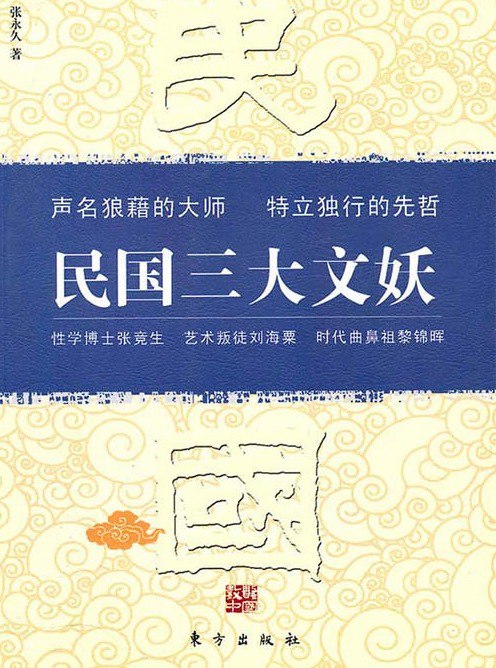 张永久 著
民
声名狼藉的大师 特立独行的先哲
民国三大文妖
性学博士张竞生 艺术叛徒刘海粟 时代曲鼻祖黎锦晖
國
东方出版社